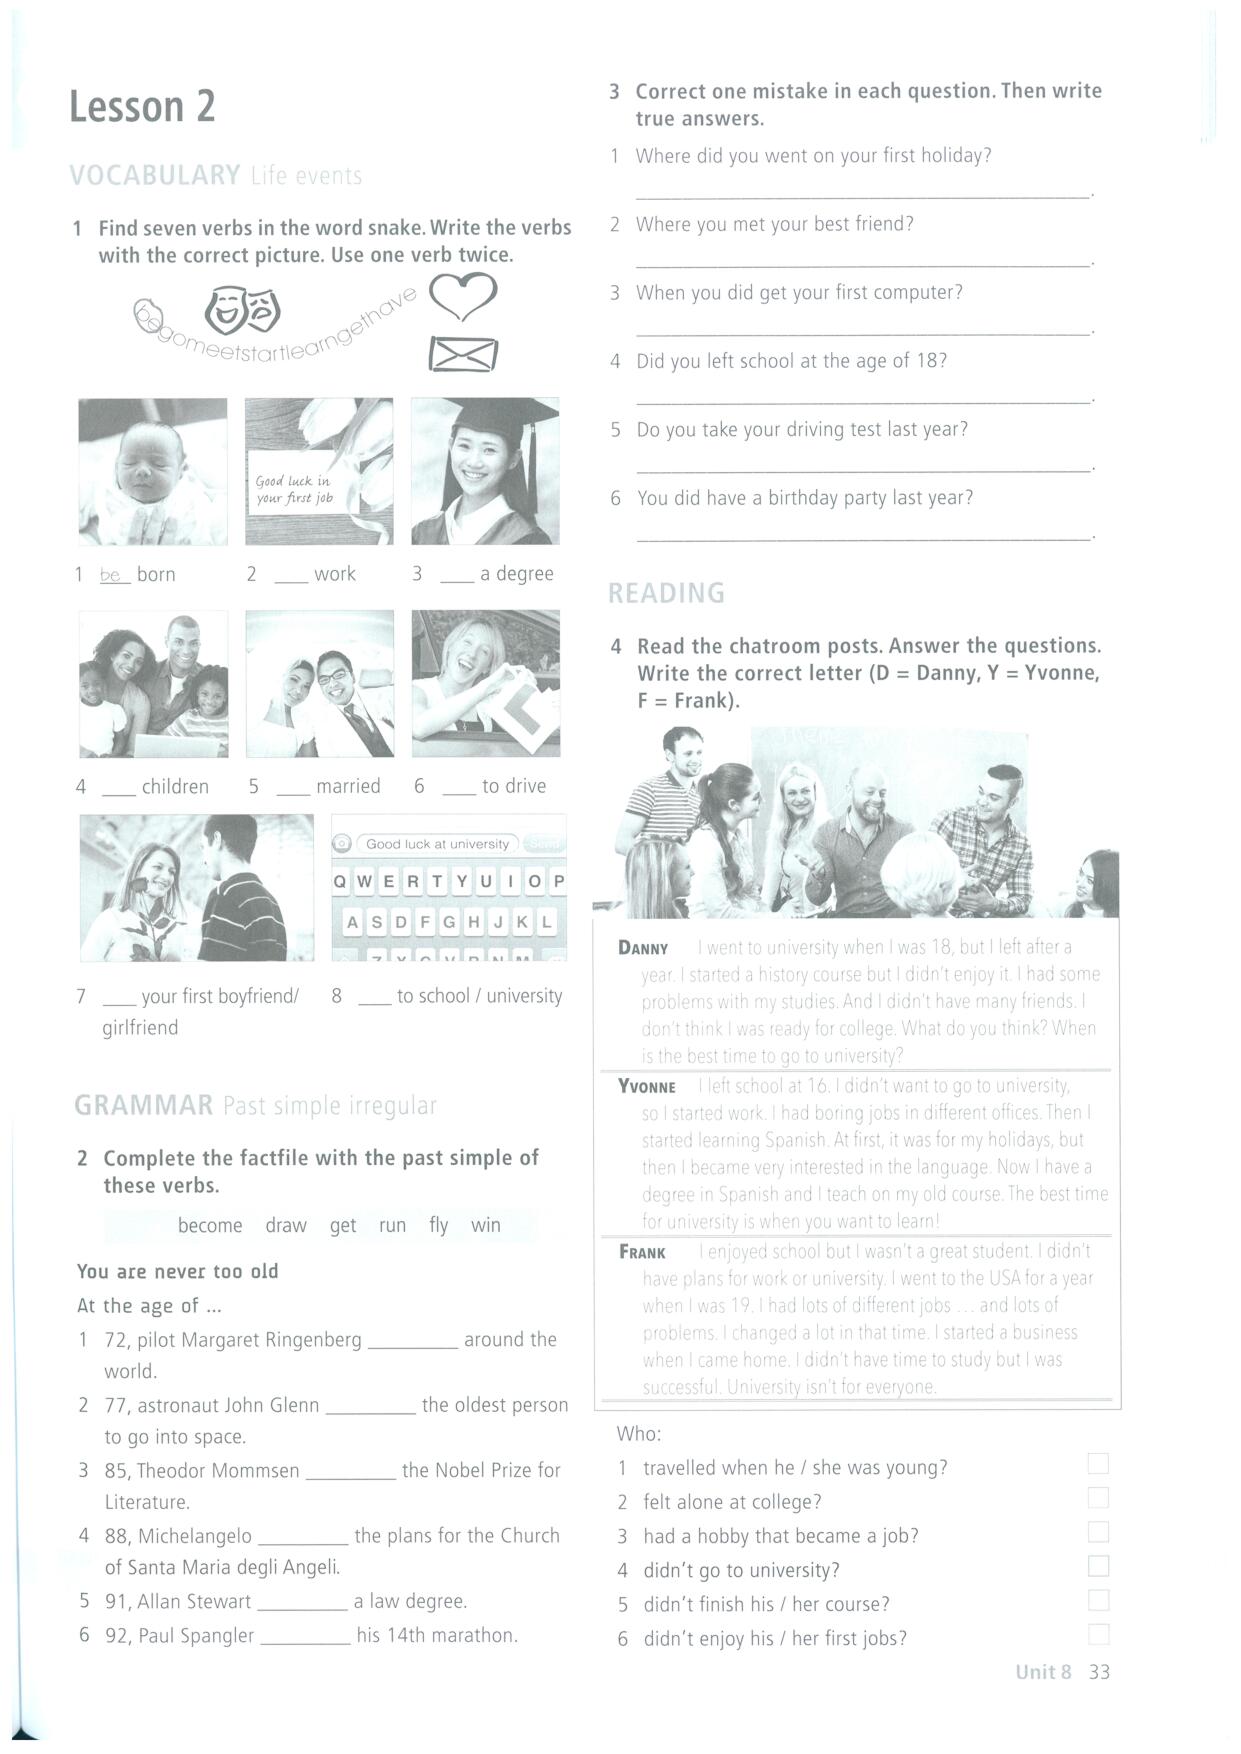 Lesson 2
VOCABULARY Life events
1 Find seven verbs in the word snake. Write the verbs
with the correct picture. Use one verb twice.
begomeetstartlearngethave
Good luck in
your first job
1 be born
2 ___ work
3 ___ a degree
4 ___ children
5 ___ married
6 ___ to drive
Good luck at university Send
Q W E R T Y U I O P
A S D F G H J K L
Z X C V B N M
7 ___ your first boyfriend/
girlfriend
8 ___ to school / university
GRAMMAR Past simple irregular
2 Complete the factfile with the past simple of
these verbs.
become draw get run fly win
You are never too old
At the age of ...
1 72, pilot Margaret Ringenberg _________ around the
world.
2 77, astronaut John Glenn _________ the oldest person
to go into space.
3 85, Theodor Mommsen _________ the Nobel Prize for
Literature.
4 88, Michelangelo _________ the plans for the Church
of Santa Maria degli Angeli.
5 91, Allan Stewart _________ a law degree.
6 92, Paul Spangler _________ his 14th marathon.
3 Correct one mistake in each question. Then write
true answers.
1 Where did you went on your first holiday?
_________.
2 Where you met your best friend?
_________.
3 When you did get your first computer?
_________.
4 Did you left school at the age of 18?
_________.
5 Do you take your driving test last year?
_________.
6 You did have a birthday party last year?
_________.
READING
4 Read the chatroom posts. Answer the questions.
Write the correct letter (D = Danny, Y = Yvonne,
F = Frank).
DANNY I went to university when I was 18, but I left after a
year. I started a history course but I didn't enjoy it. I had some
problems with my studies. And I didn't have many friends. I
don't think I was ready for college. What do you think? When
is the best time to go to university?
YVONNE I left school at 16. I didn't want to go to university,
so I started work. I had boring jobs in different offices. Then I
started learning Spanish. At first, it was for my holidays, but
then I became very interested in the language. Now I have a
degree in Spanish and I teach on my old course. The best time
for university is when you want to learn!
FRANK I enjoyed school but I wasn't a great student. I didn't
have plans for work or university. I went to the USA for a year
when I was 19. I had lots of different jobs ... and lots of
problems. I changed a lot in that time. I started a business
when I came home. I didn't have time to study but I was
successful. University isn't for everyone.
Who:
1 travelled when he / she was young?
2 felt alone at college?
3 had a hobby that became a job?
4 didn't go to university?
5 didn't finish his / her course?
6 didn't enjoy his / her first jobs?
Unit 8 33